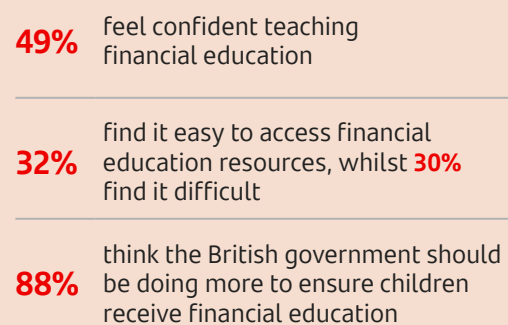 49% feel confident teaching
financial education
find it easy to access financial
32% education resources, whilst 30%
find it difficult
think the British government should
88% be doing more to ensure children
receive financial education